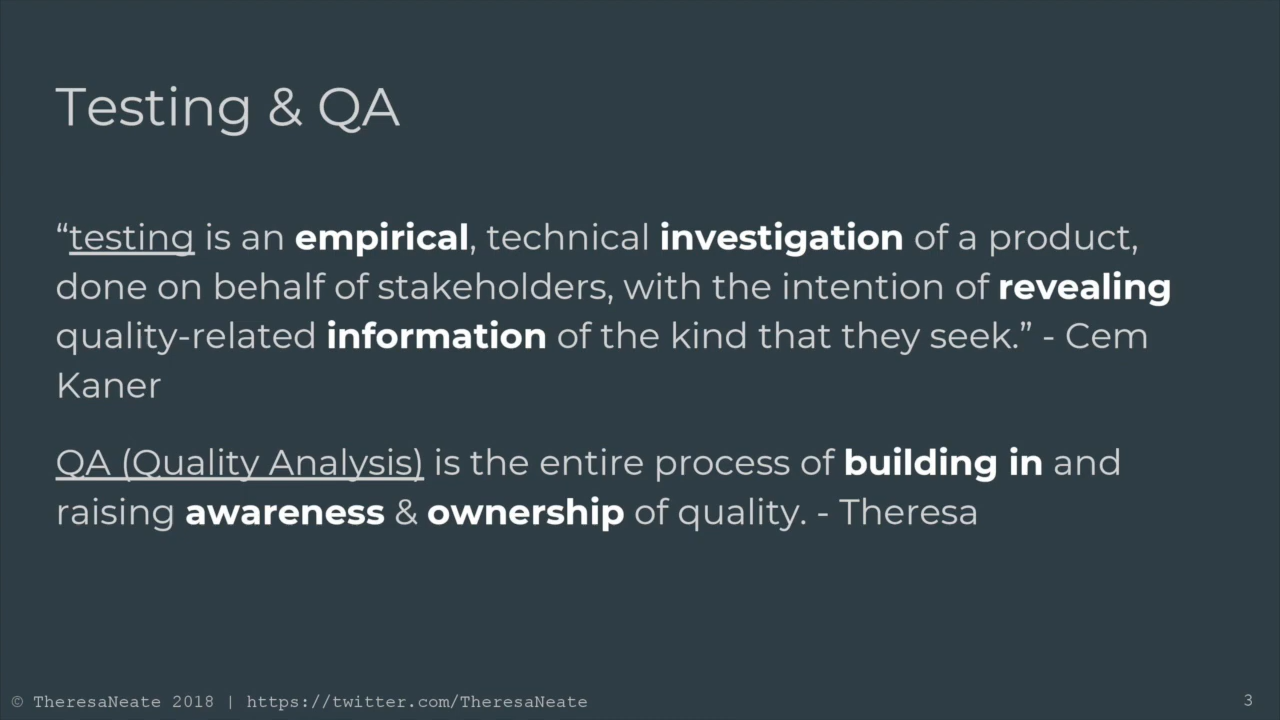 Testing & QA
“testing is an empirical, technical investigation of a product,
done on behalf of stakeholders, with the intention of revealing
quality-related information of the kind that they seek.” - Cem
Kaner
QA (Quality Analysis) is the entire process of building in and
raising awareness & ownership of quality. - Theresa
© TheresaNeate 2018 | https://twitter.com/TheresaNeate
3